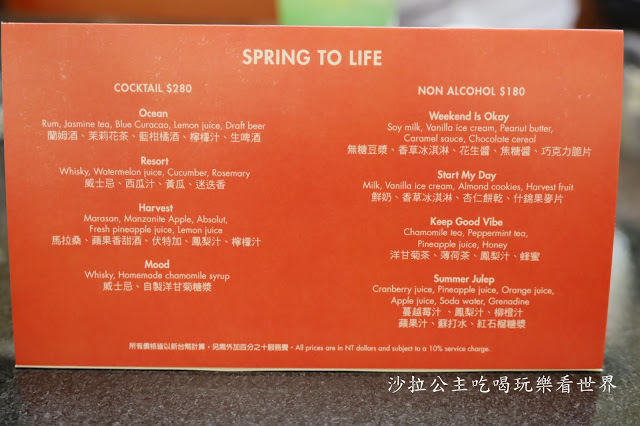 SPRING TO LIFE
COCKTAIL $280
Ocean
Rum, Jasmine tea, Blue Curacao, Lemon juice, Draft beer
蘭姆酒、茉莉花茶、藍柑橘酒、檸檬汁、生啤酒
Resort
Whisky, Watermelon juice, Cucumber, Rosemary
威士忌、西瓜汁、黃瓜、迷迭香
Harvest
Marasan, Manzanite Apple, Absolut,
Fresh pineapple juice, Lemon juice
馬拉桑、蘋果香甜酒、伏特加、鳳梨汁、檸檬汁
Mood
Whisky, Homemade chamomile syrup
威士忌、自製洋甘菊糖漿
NON ALCOHOL $180
Weekend Is Okay
Soy milk, Vanilla ice cream, Peanut butter,
Caramel sauce, Chocolate cereal
無糖豆漿、香草冰淇淋、花生醬、焦糖醬、巧克力脆片
Start My Day
Milk, Vanilla ice cream, Almond cookies, Harvest fruit
鮮奶、香草冰淇淋、杏仁餅乾、什錦果麥片
Keep Good Vibe
Chamomile tea, Peppermint tea,
Pineapple juice, Honey
洋甘菊茶、薄荷茶、鳳梨汁、蜂蜜
Summer Julep
Cranberry juice, Pineapple juice, Orange juice,
Apple juice, Soda water, Grenadine
蔓越莓汁、鳳梨汁、柳橙汁
蘋果汁、蘇打水、紅石榴糖漿
所有價格皆以新台幣計算，另需外加百分之十服務費。All prices are in NT dollars and subject to a 10% service charge.
沙拉公主吃喝玩樂看世界